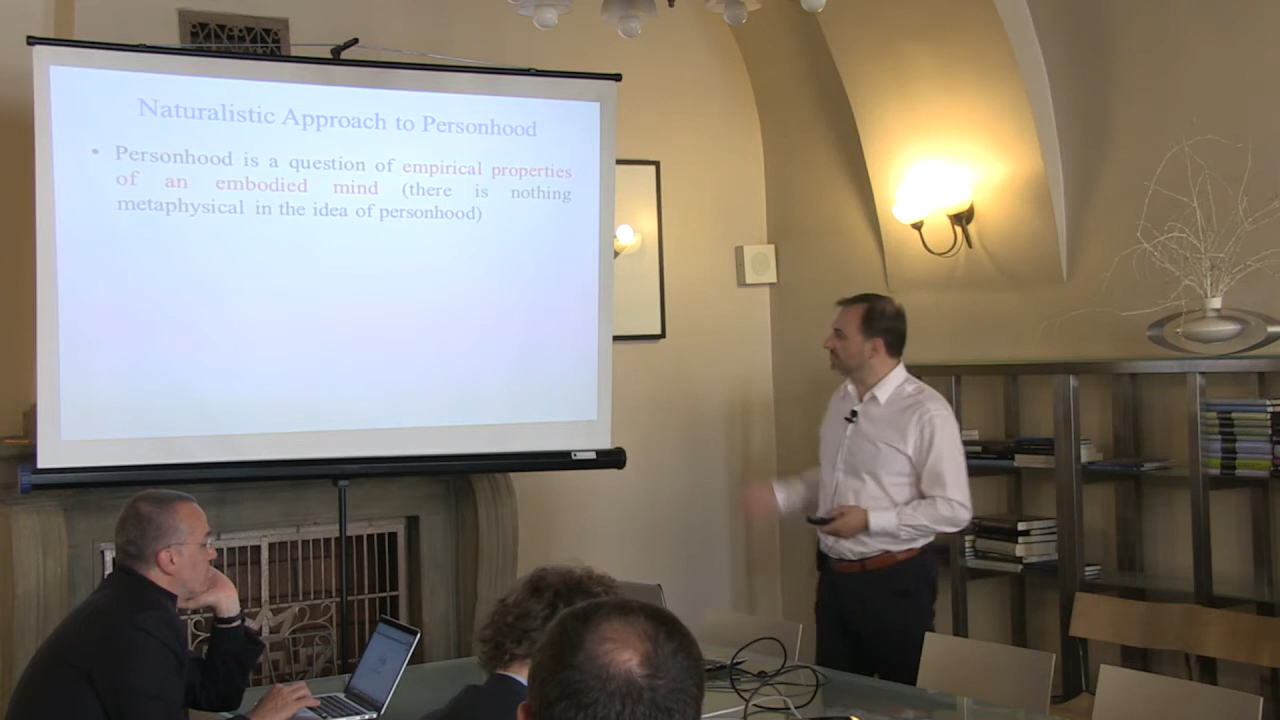 Naturalistic Approach to Personhood
• Personhood is a question of empirical properties
of an embodied mind (there is nothing
metaphysical in the idea of personhood)